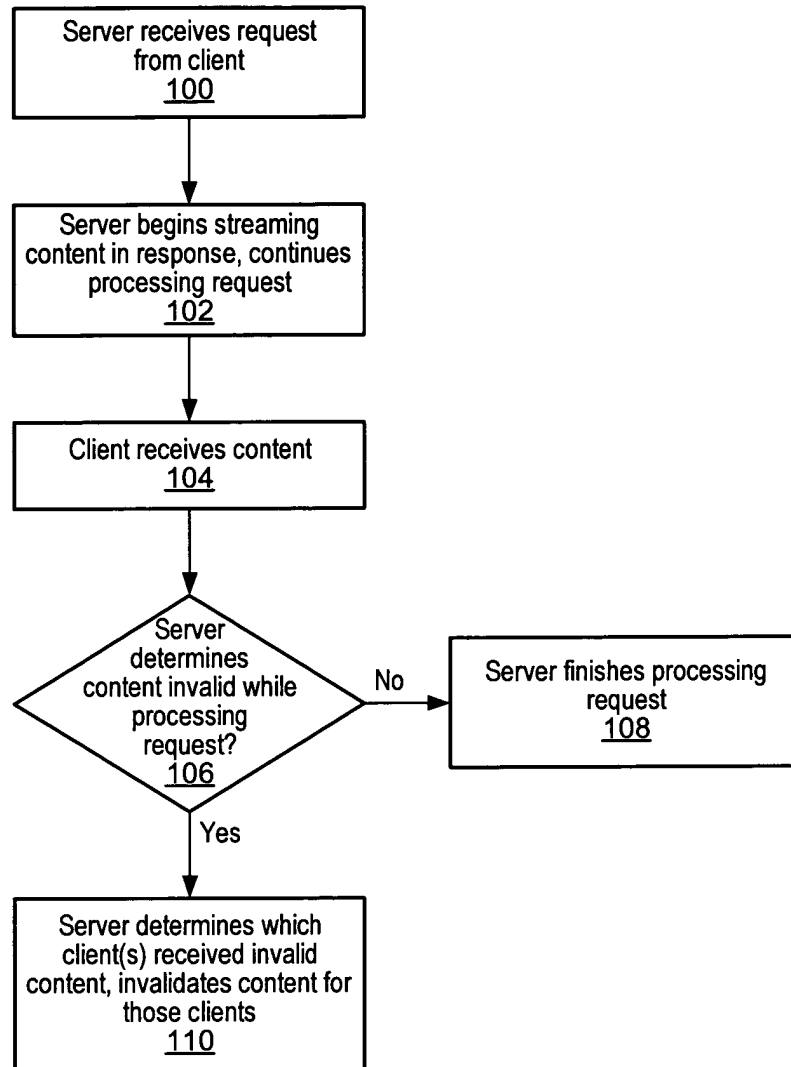 Server receives request
from client
100
Server begins streaming
content in response, continues
processing request
102
Client receives content
104
Server
determines
content invalid while
processing
request?
106
No
Server finishes processing
request
108
Yes
Server determines which
client(s) received invalid
content, invalidates content for
those clients
110